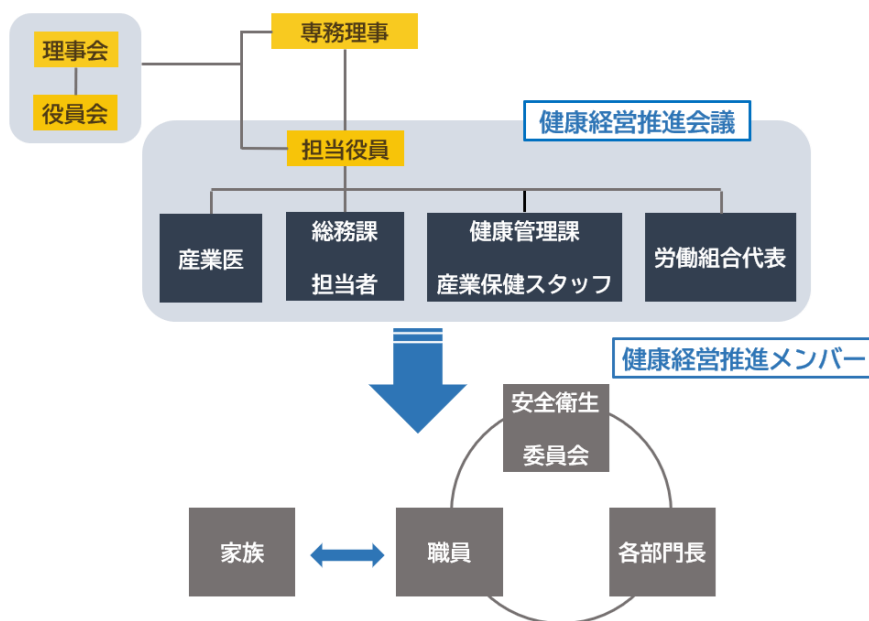 理事会
役員会
専務理事
担当役員
健康経営推進会議
産業医
総務課
担当者
健康管理課
産業保健スタッフ
労働組合代表
健康経営推進メンバー
安全衛生
委員会
家族
職員
各部門長